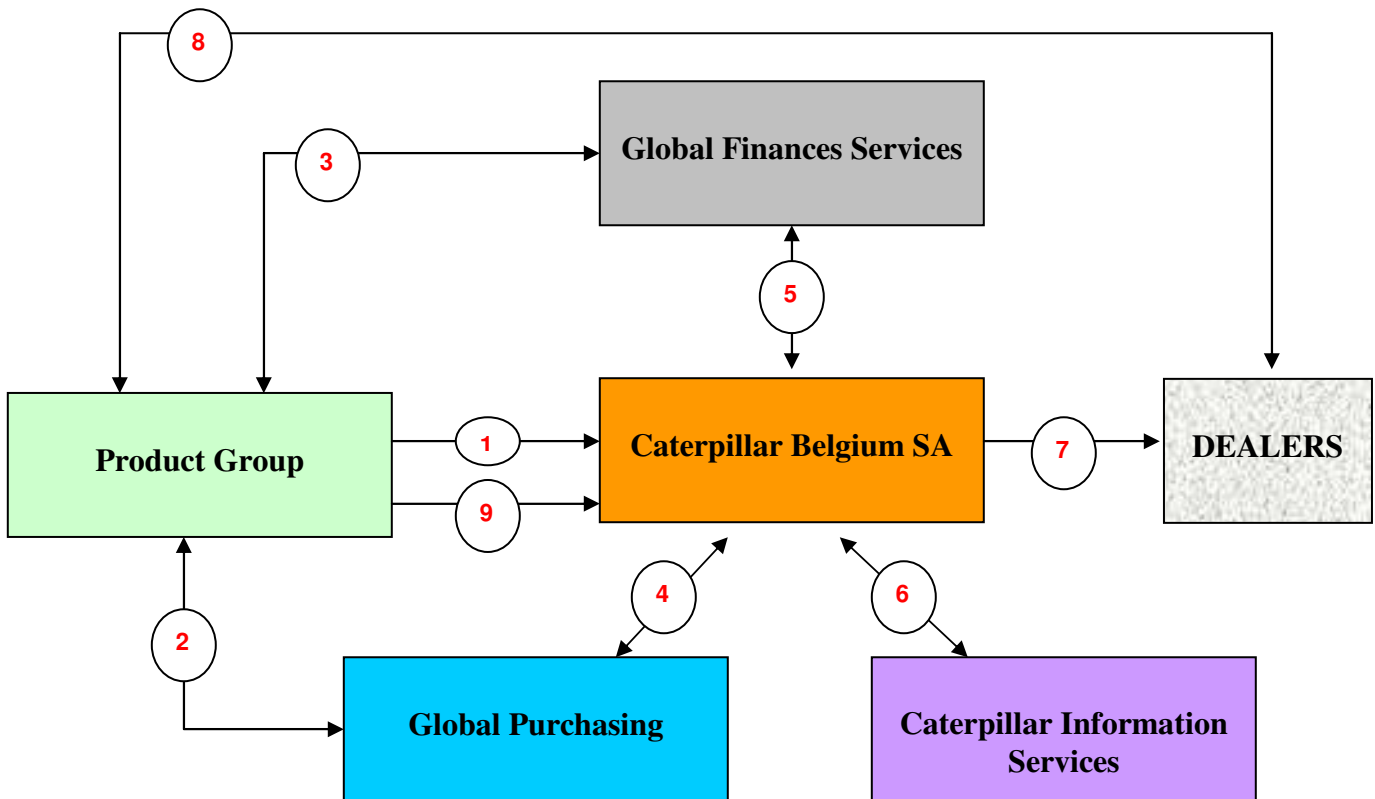 8
Global Finances Services
3
5
Product Group
1
Caterpillar Belgium SA
7
DEALERS
9
4
6
2
Global Purchasing
Caterpillar Information
Services